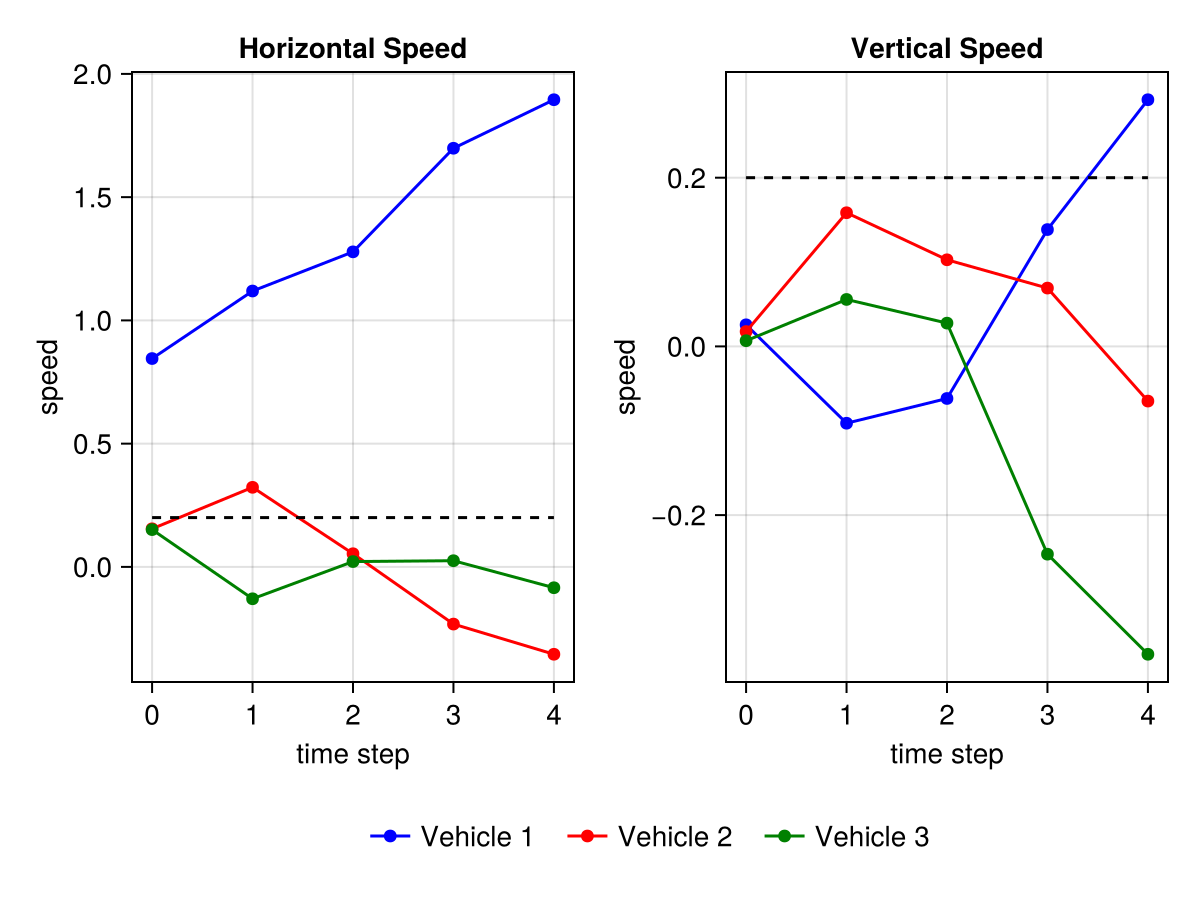 Horizontal Speed
2.0
1.5
1.0
0.5
0.0
speed
0 1 2 3 4
time step
Vertical Speed
0.2
0.0
−0.2
speed
0 1 2 3 4
time step
Vehicle 1 Vehicle 2 Vehicle 3